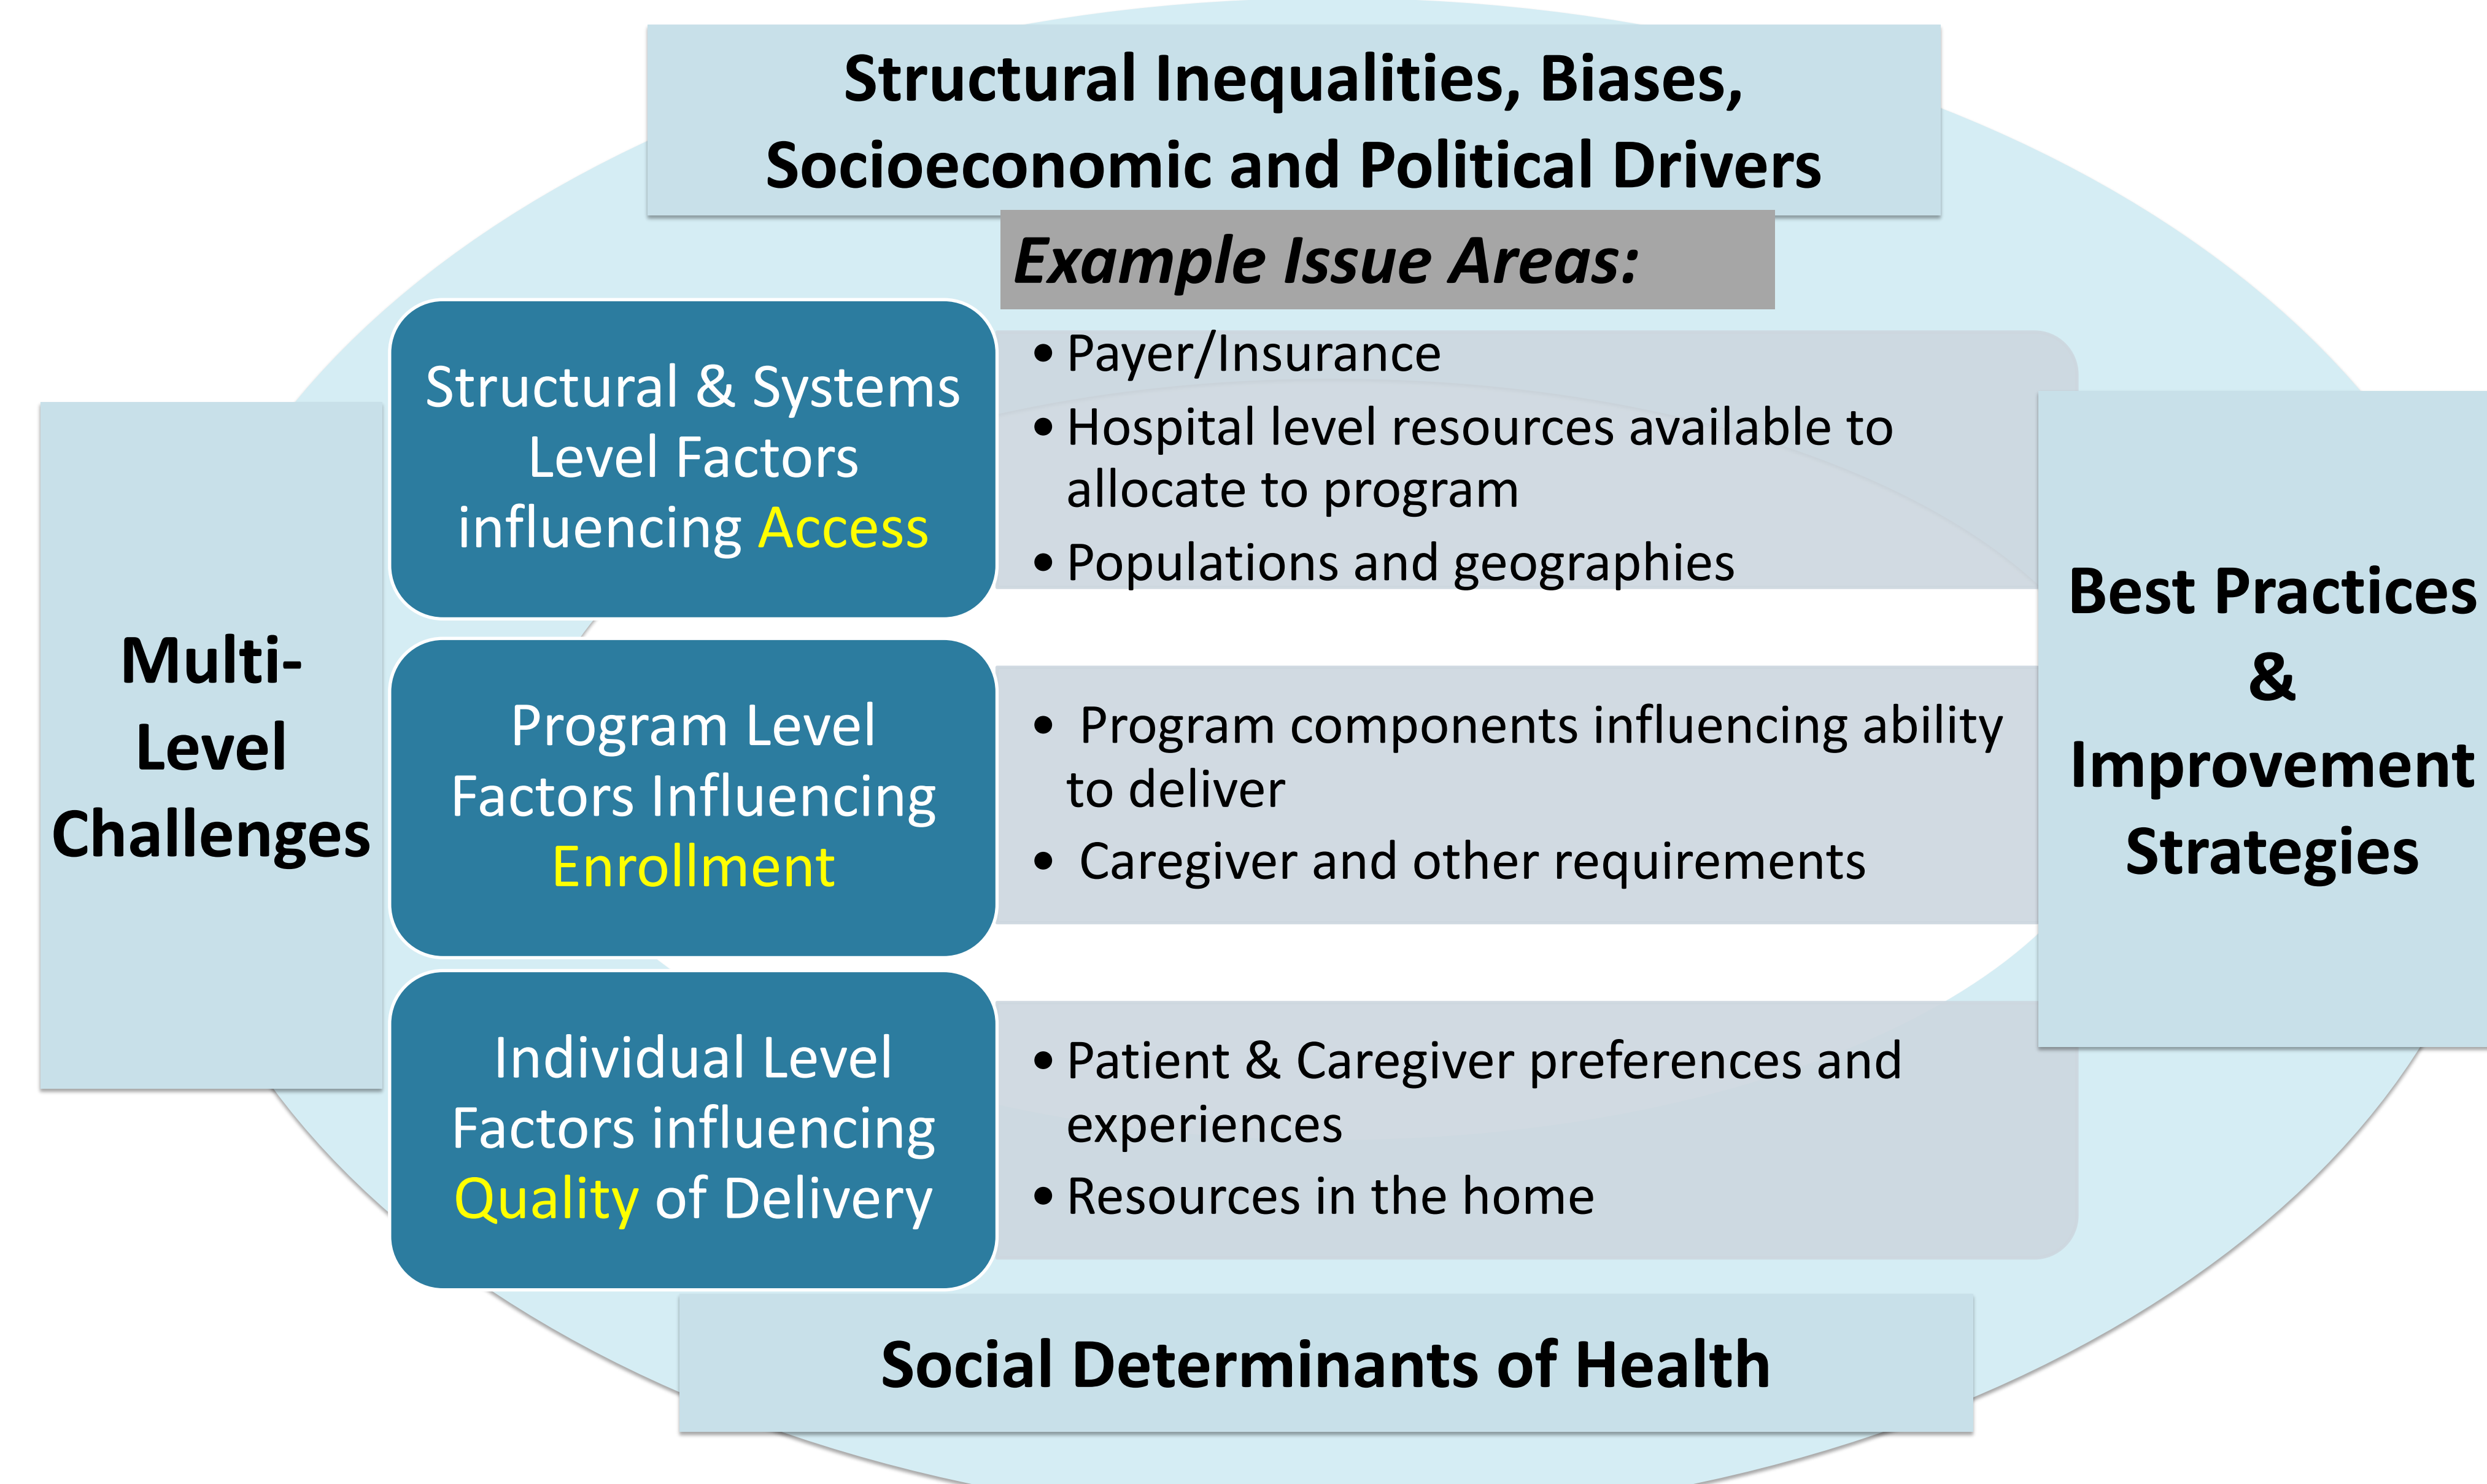 Structural Inequalities, Biases,
Socioeconomic and Political Drivers
Example Issue Areas:
Multi-
Level
Challenges
Structural & Systems
Level Factors
influencing Access
• Payer/Insurance
• Hospital level resources available to
allocate to program
• Populations and geographies
Program Level
Factors Influencing
Enrollment
• Program components influencing ability
to deliver
• Caregiver and other requirements
Individual Level
Factors influencing
Quality of Delivery
• Patient & Caregiver preferences and
experiences
• Resources in the home
Best Practices
&
Improvement
Strategies
Social Determinants of Health